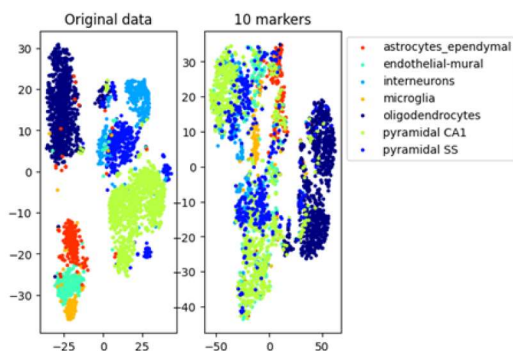 Original data
10 markers
30
20
10
0
−10
−20
−30
−25
0
25
30
20
10
0
−10
−20
−30
−40
−50
0
50
astrocytes_ependymal
endothelial-mural
interneurons
microglia
oligodendrocytes
pyramidal CA1
pyramidal SS